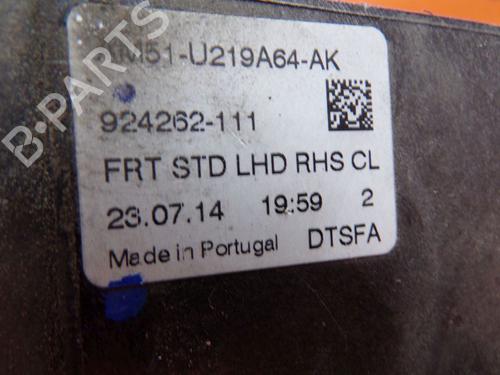 M51-U219A64-AK
924262-111
FRT STD LHD RHS CL
23.07.14 19:59 2
Made in Portugal DTSFA
B-PARTS